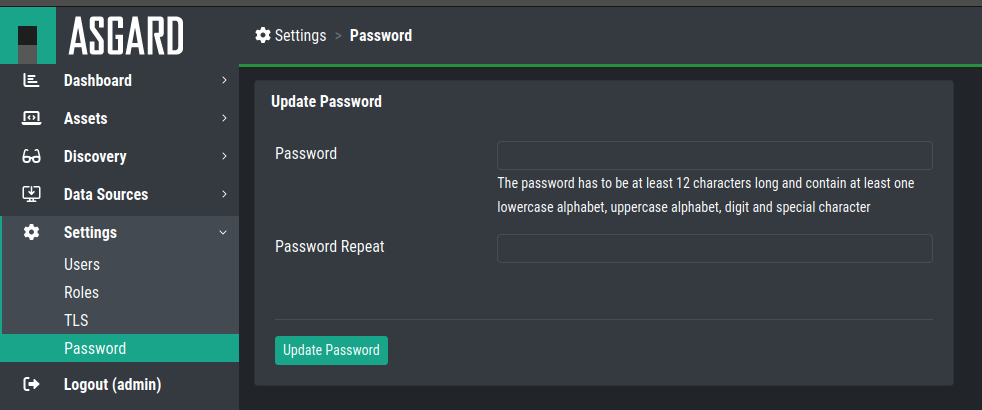 ASGARD
Settings > Password
Dashboard
Assets
Discovery
Data Sources
Settings
Users
Roles
TLS
Password
Logout (admin)
Update Password
Password
The password has to be at least 12 characters long and contain at least one
lowercase alphabet, uppercase alphabet, digit and special character
Password Repeat
Update Password